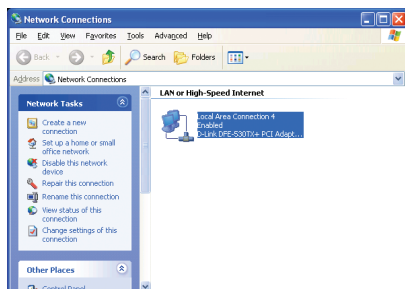 Network Connections
File Edit View Favorites Tools Advanced Help
Back Search Folders
Address Network Connections
Network Tasks
Create a new
connection
Set up a home or small
office network
Disable this network
device
Repair this connection
Rename this connection
View status of this
connection
Change settings of this
connection
Other Places
Control Panel
LAN or High-Speed Internet
Local Area Connection 4
Enabled
D-Link DFE-530TX+ PCI Adapt...